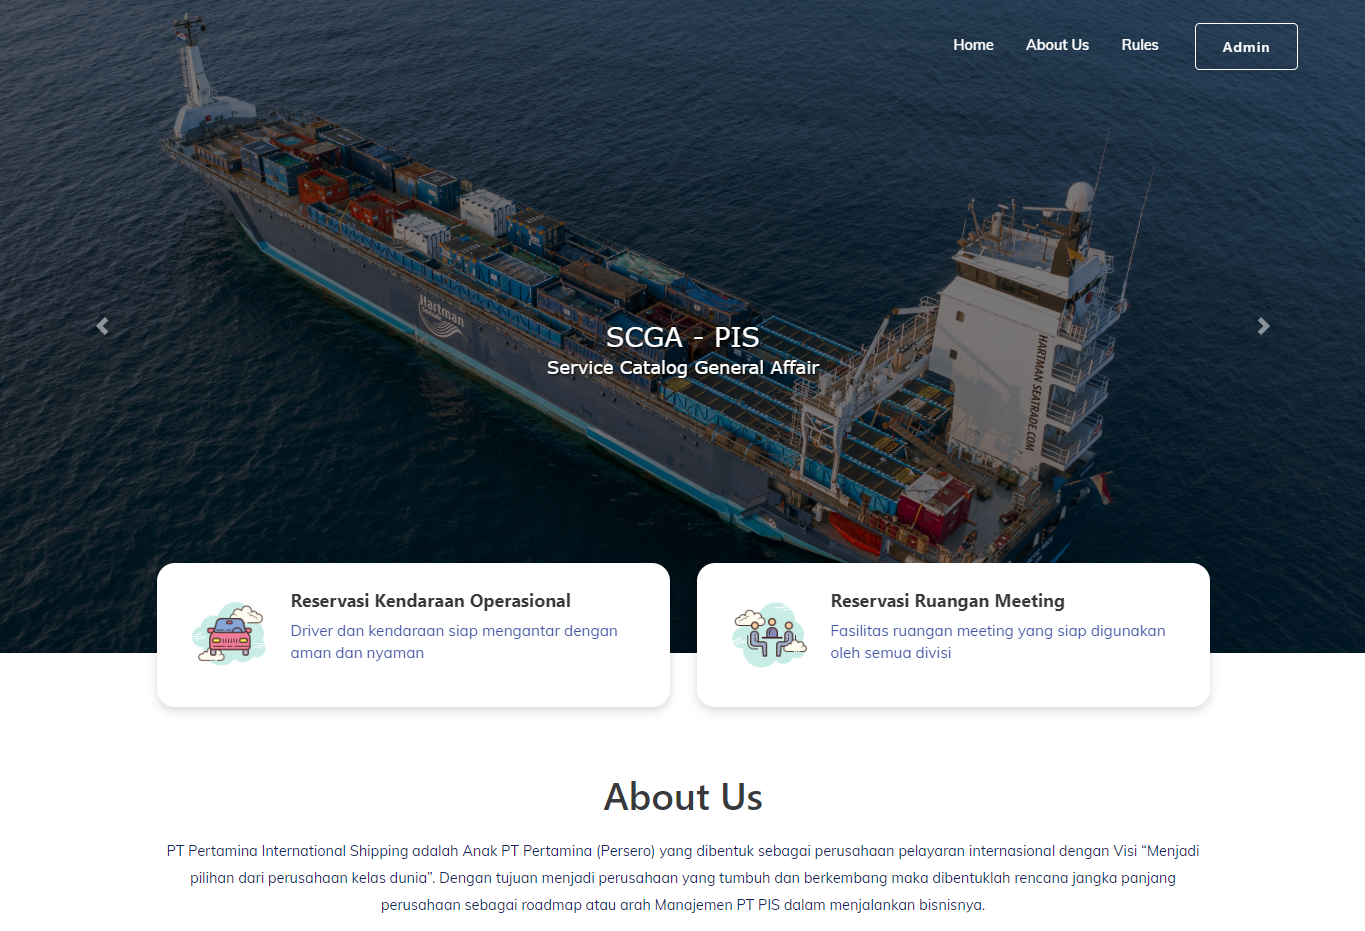 Home About Us Rules Admin
Hartman
Seatrade
SCGA - PIS
Service Catalog General Affair
HARTMAN SEATRADE.COM
Reservasi Kendaraan Operasional
Driver dan kendaraan siap mengantar dengan
aman dan nyaman
Reservasi Ruangan Meeting
Fasilitas ruangan meeting yang siap digunakan
oleh semua divisi
About Us
PT Pertamina International Shipping adalah Anak PT Pertamina (Persero) yang dibentuk sebagai perusahaan pelayaran internasional dengan Visi “Menjadi
pilihan dari perusahaan kelas dunia”. Dengan tujuan menjadi perusahaan yang tumbuh dan berkembang maka dibentuklah rencana jangka panjang
perusahaan sebagai roadmap atau arah Manajemen PT PIS dalam menjalankan bisnisnya.